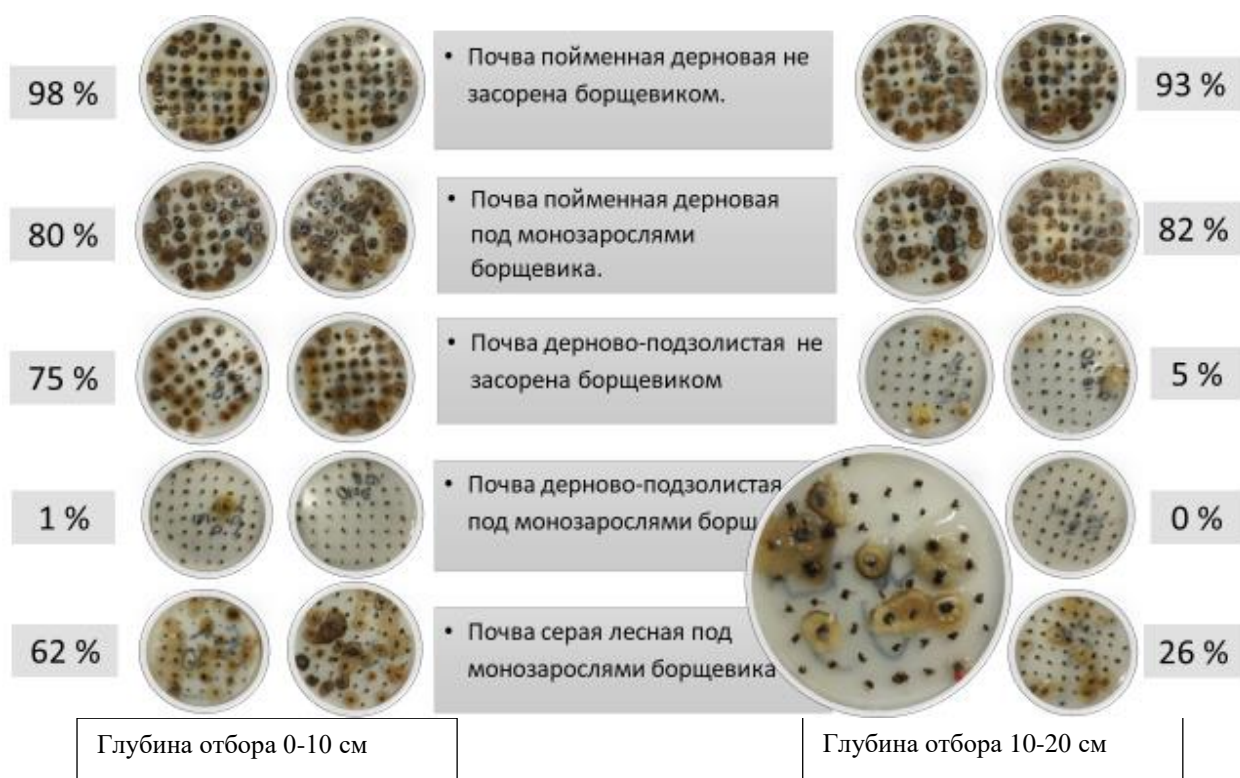 98 %
• Почва пойменная дерновая не
засорена борщевиком.
93 %
80 %
• Почва пойменная дерновая
под монозарослями
борщевика.
82 %
75 %
• Почва дерново-подзолистая не
засорена борщевиком
5 %
1 %
• Почва дерново-подзолистая
под монозарослями борщ
0 %
62 %
• Почва серая лесная под
монозарослями борщевика
26 %
Глубина отбора 0-10 см
Глубина отбора 10-20 см